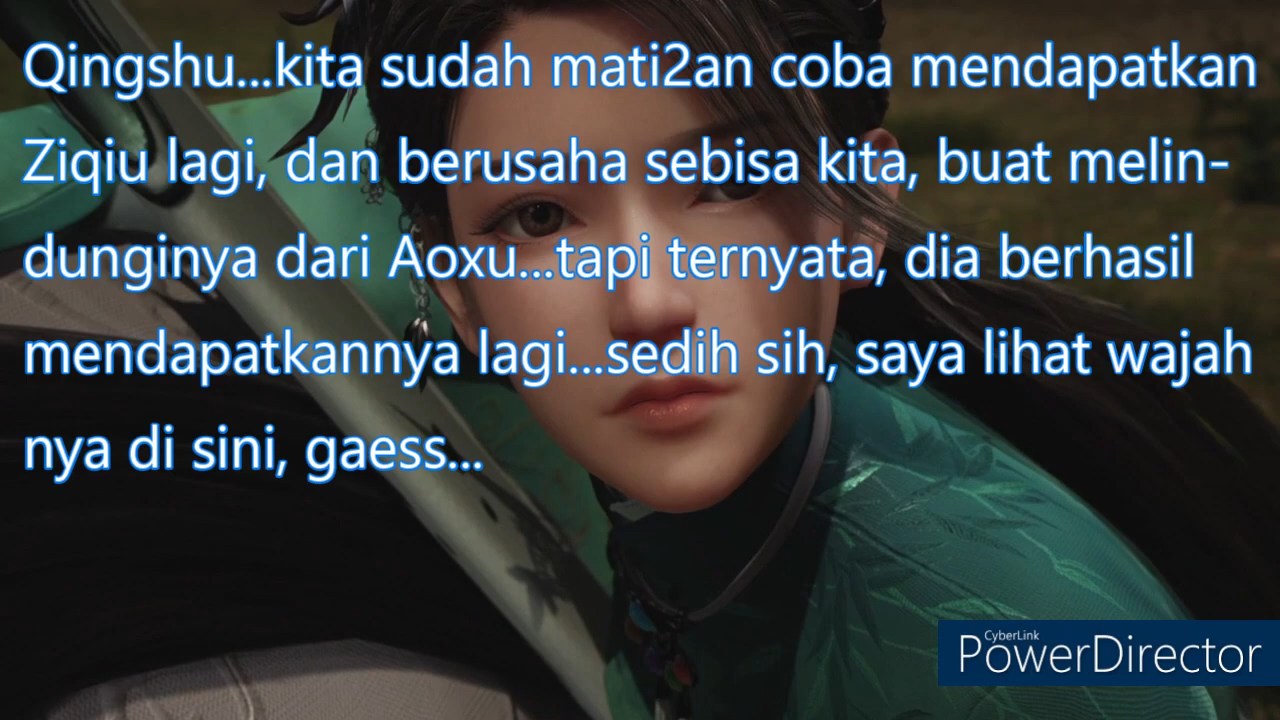 Qingshu...kita sudah mati2an coba mendapatkan
Ziqiu lagi, dan berusaha sebisa kita, buat melin-
dunginya dari Aoxu...tapi ternyata, dia berhasil
mendapatkannya lagi...sedih sih, saya lihat wajah
nya di sini, gaess...
CyberLink
PowerDirector